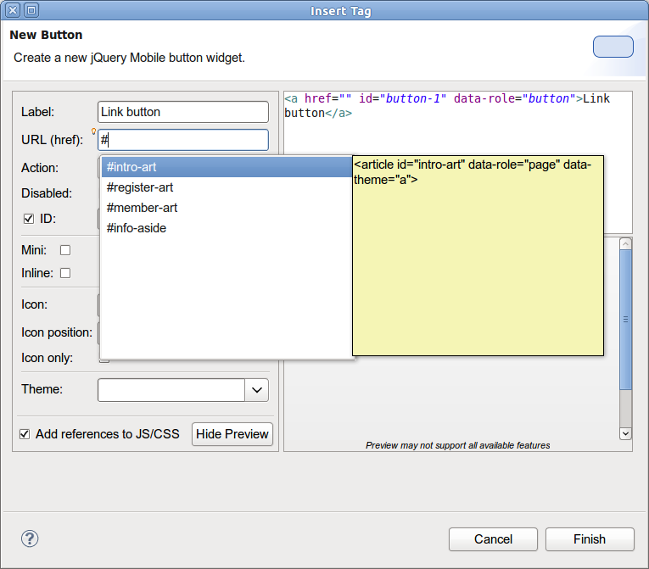 Insert Tag
New Button
Create a new jQuery Mobile button widget.
Label:
Link button
URL (href):
#
Action:
Disabled:
ID:
Mini:
Inline:
Icon:
Icon position:
Icon only:
Theme:
Add references to JS/CSS
Hide Preview
#intro-art
#register-art
#member-art
#info-aside
<a href="" id="button-1" data-role="button">Link
button</a>
<article id="intro-art" data-role="page" data-
theme="a">
Preview may not support all available features
?
Cancel
Finish